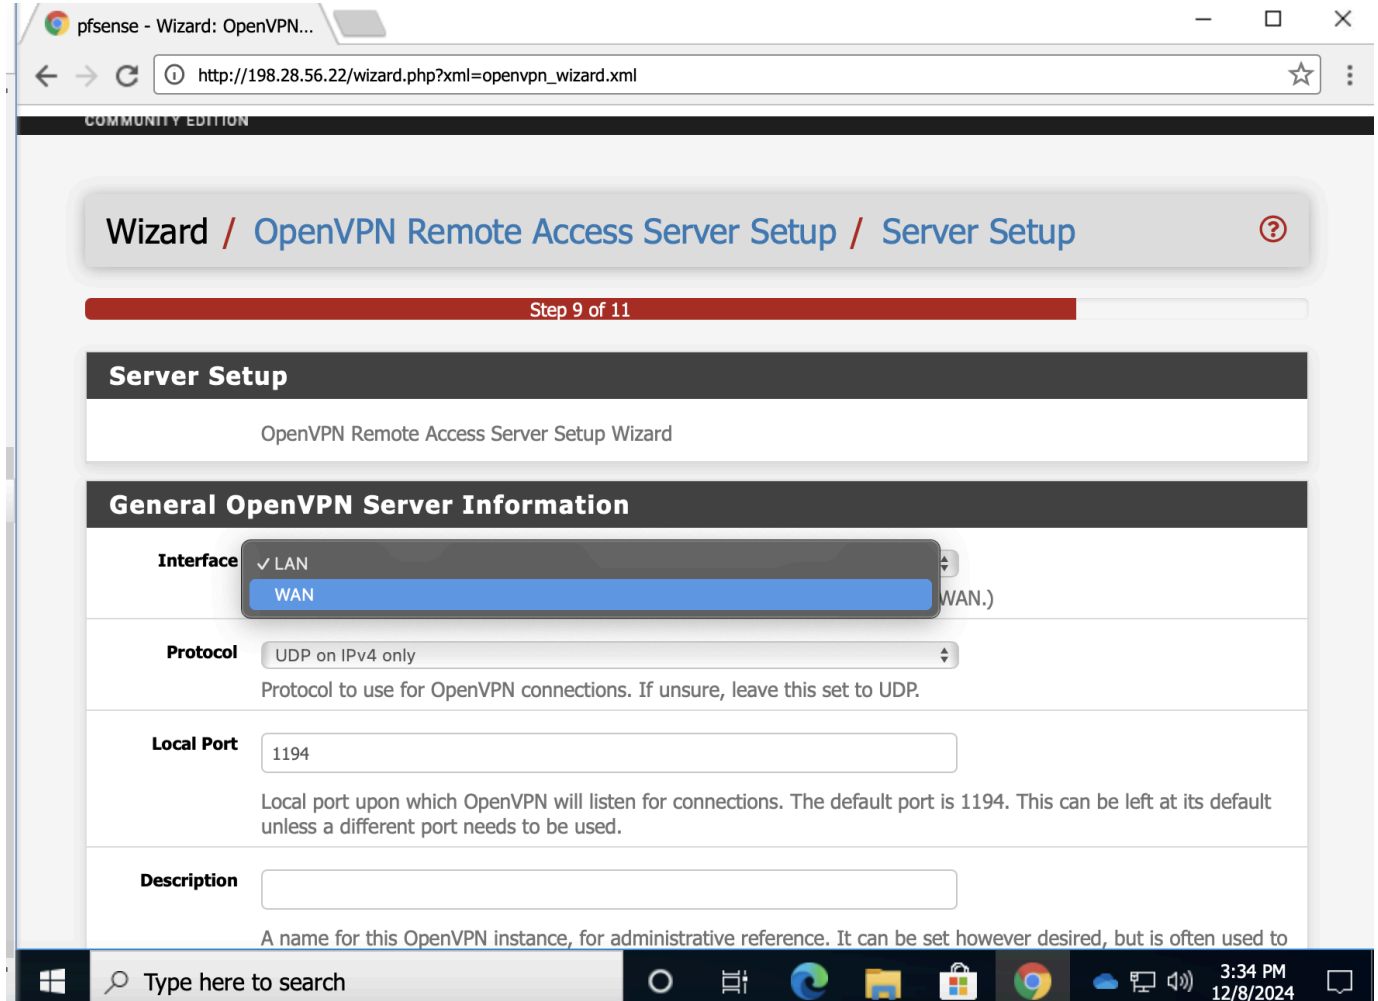 pfsense - Wizard: OpenVPN...
http://198.28.56.22/wizard.php?xml=openvpn_wizard.xml
COMMUNITY EDITION
Wizard / OpenVPN Remote Access Server Setup / Server Setup
Step 9 of 11
Server Setup
OpenVPN Remote Access Server Setup Wizard
General OpenVPN Server Information
Interface
✓ LAN
WAN
WAN.)
Protocol
UDP on IPv4 only
Protocol to use for OpenVPN connections. If unsure, leave this set to UDP.
Local Port
1194
Local port upon which OpenVPN will listen for connections. The default port is 1194. This can be left at its default
unless a different port needs to be used.
Description
A name for this OpenVPN instance, for administrative reference. It can be set however desired, but is often used to
Type here to search
3:34 PM
12/8/2024